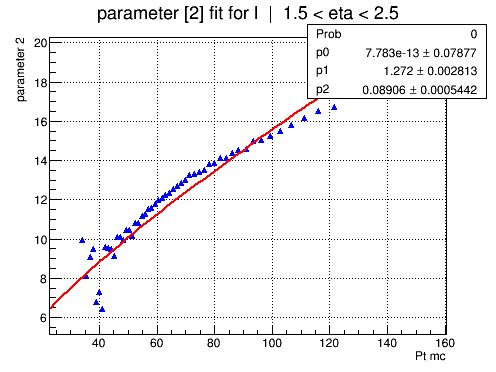 parameter [2] fit for l | 1.5 < eta < 2.5
Prob 0
p0 7.783e-13 ± 0.07877
p1 1.272 ± 0.002813
p2 0.08906 ± 0.0005442
parameter 2
20
18
16
14
12
10
8
6
40 60 80 100 120 140 160
Pt mc